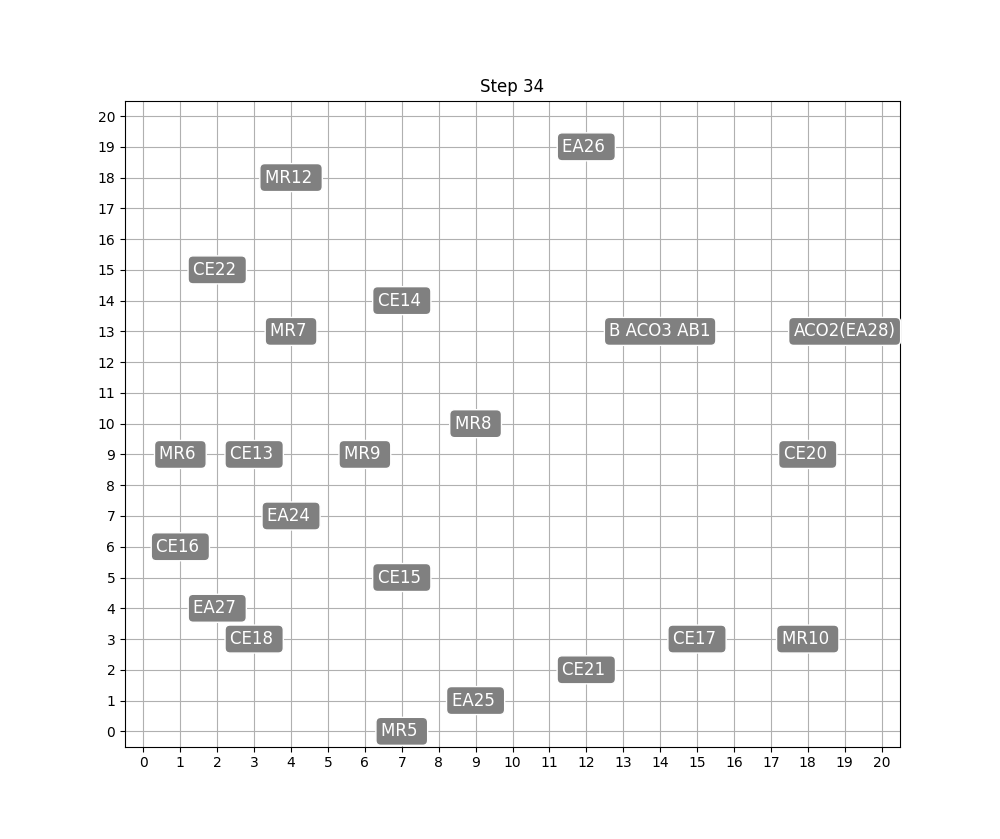 Step 34
20
19
18
17
16
15
14
13
12
11
10
9
8
7
6
5
4
3
2
1
0
EA26
MR12
CE22
CE14
MR7
B ACO3 AB1
ACO2(EA28)
MR8
MR6
CE13
MR9
CE20
EA24
CE16
CE15
EA27
CE18
CE17
MR10
CE21
EA25
MR5
0 1 2 3 4 5 6 7 8 9 10 11 12 13 14 15 16 17 18 19 20